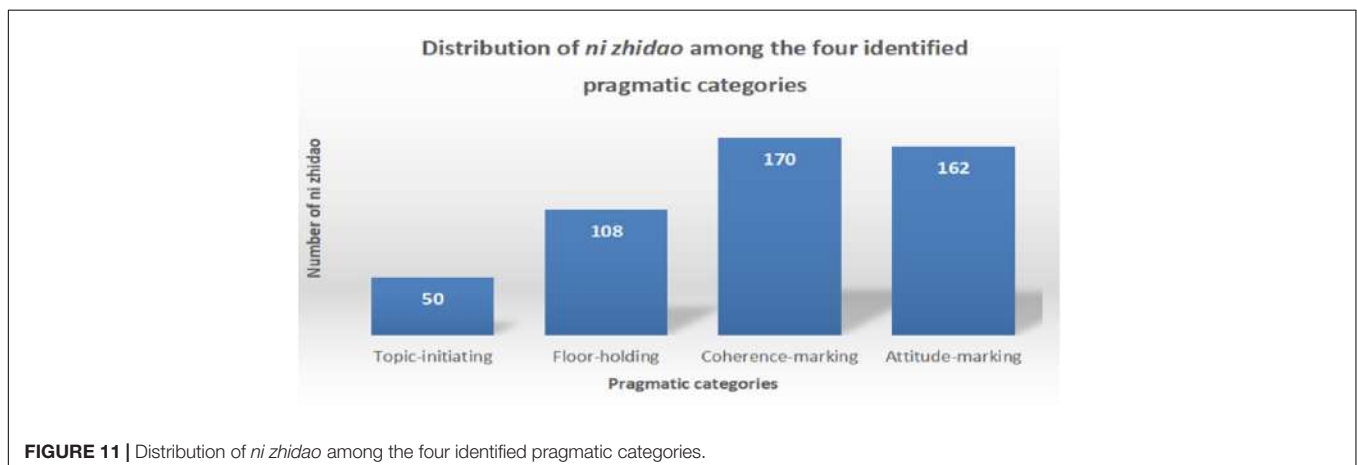 Distribution of ni zhidao among the four identified
pragmatic categories
Number of ni zhidao
170
162
108
50
Topic-initiating Floor-holding Coherence-marking Attitude-marking
Pragmatic categories
FIGURE 11 | Distribution of ni zhidao among the four identified pragmatic categories.